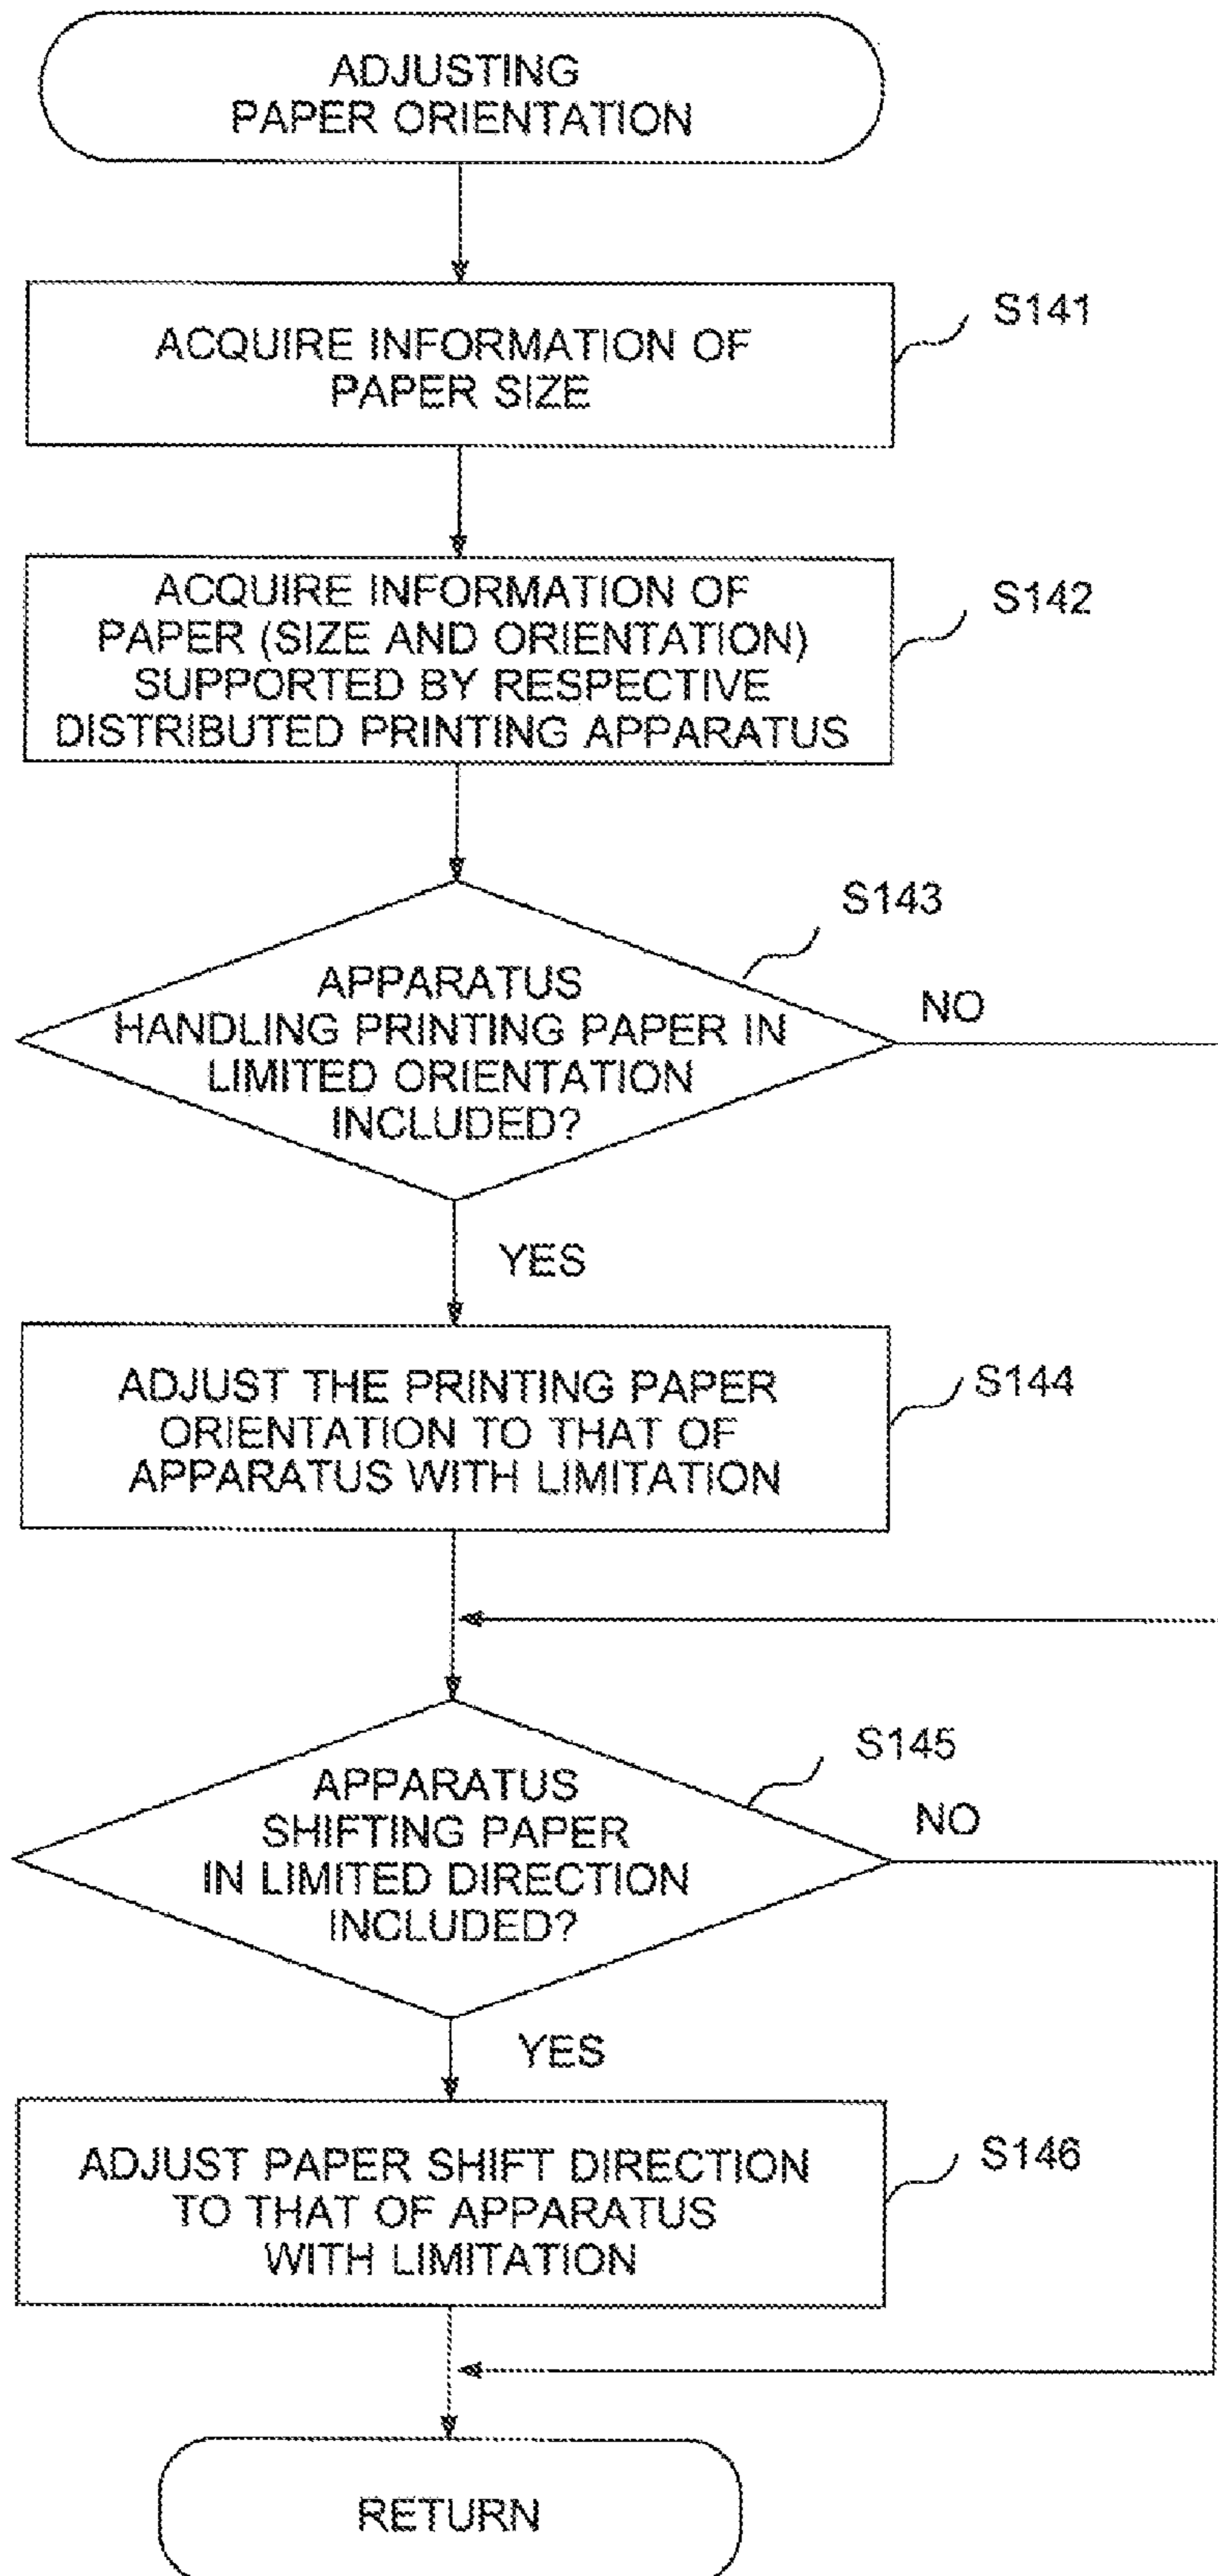 ADJUSTING
PAPER ORIENTATION
S141
ACQUIRE INFORMATION OF
PAPER SIZE
S142
ACQUIRE INFORMATION OF
PAPER (SIZE AND ORIENTATION)
SUPPORTED BY RESPECTIVE
DISTRIBUTED PRINTING APPARATUS
S143
APPARATUS
HANDLING PRINTING PAPER IN
LIMITED ORIENTATION
INCLUDED?
NO
YES
S144
ADJUST THE PRINTING PAPER
ORIENTATION TO THAT OF
APPARATUS WITH LIMITATION
S145
APPARATUS
SHIFTING PAPER
IN LIMITED DIRECTION
INCLUDED?
NO
YES
S146
ADJUST PAPER SHIFT DIRECTION
TO THAT OF APPARATUS
WITH LIMITATION
RETURN